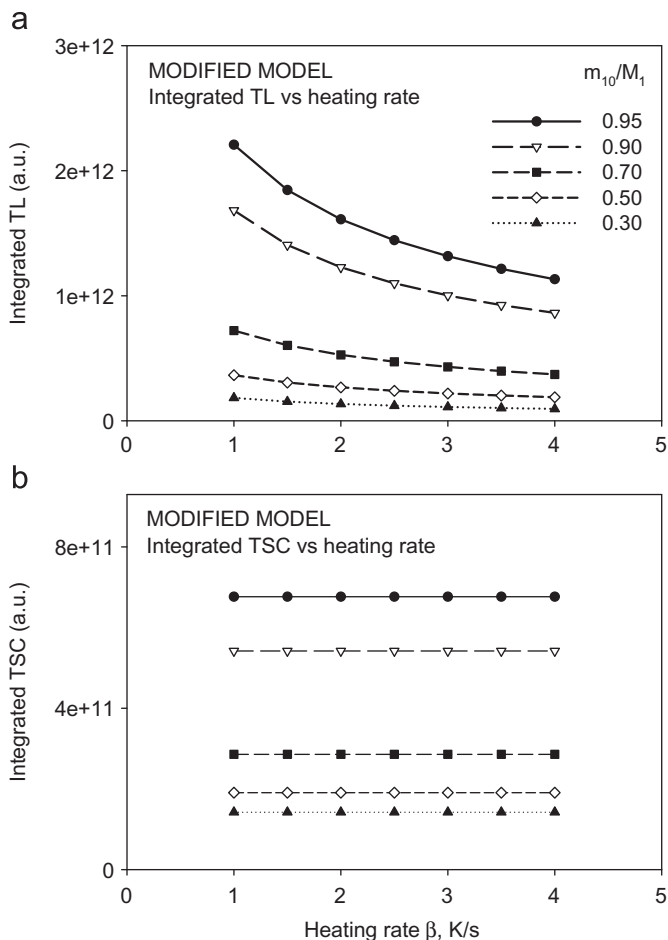 a
3e+12
2e+12
1e+12
0
Integrated TL (a.u.)
MODIFIED MODEL
Integrated TL vs heating rate
m10/M1
0.95
0.90
0.70
0.50
0.30
0 1 2 3 4 5
b
8e+11
4e+11
0
Integrated TSC (a.u.)
MODIFIED MODEL
Integrated TSC vs heating rate
0 1 2 3 4 5
Heating rate β, K/s